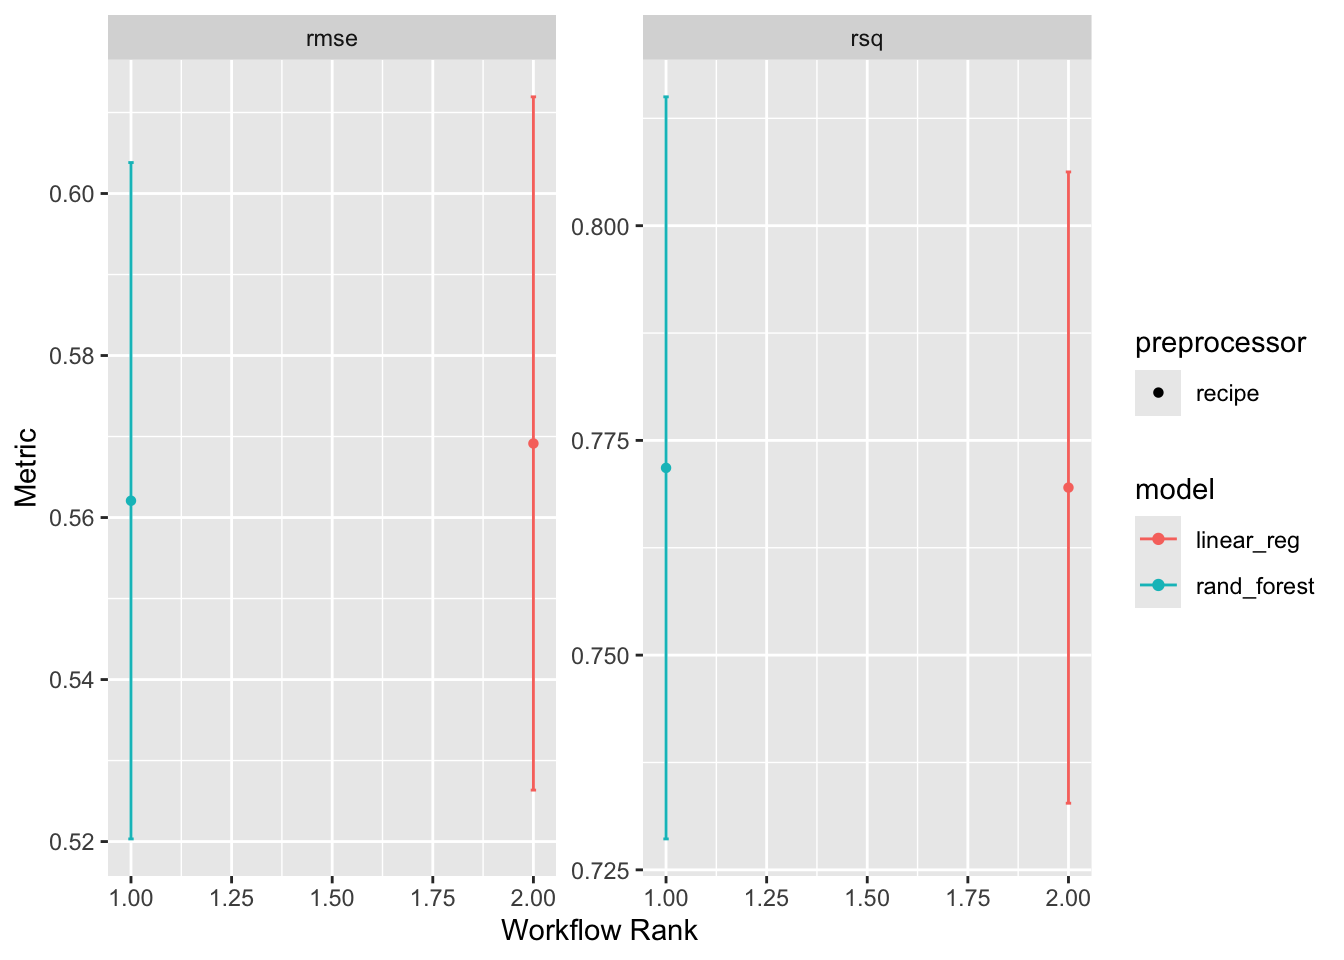 rmse
rsq
Metric
0.60
0.58
0.56
0.54
0.52
0.800
0.775
0.750
0.725
1.00 1.25 1.50 1.75 2.00
1.00 1.25 1.50 1.75 2.00
Workflow Rank
preprocessor
recipe
model
linear_reg
rand_forest